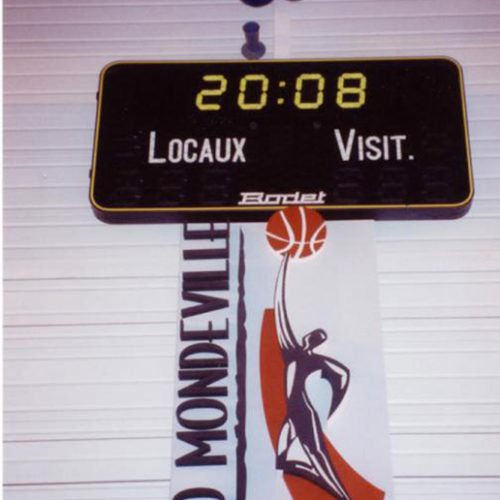 20:08
LOCAUX VISIT.
Bodet
MONDEVILLE